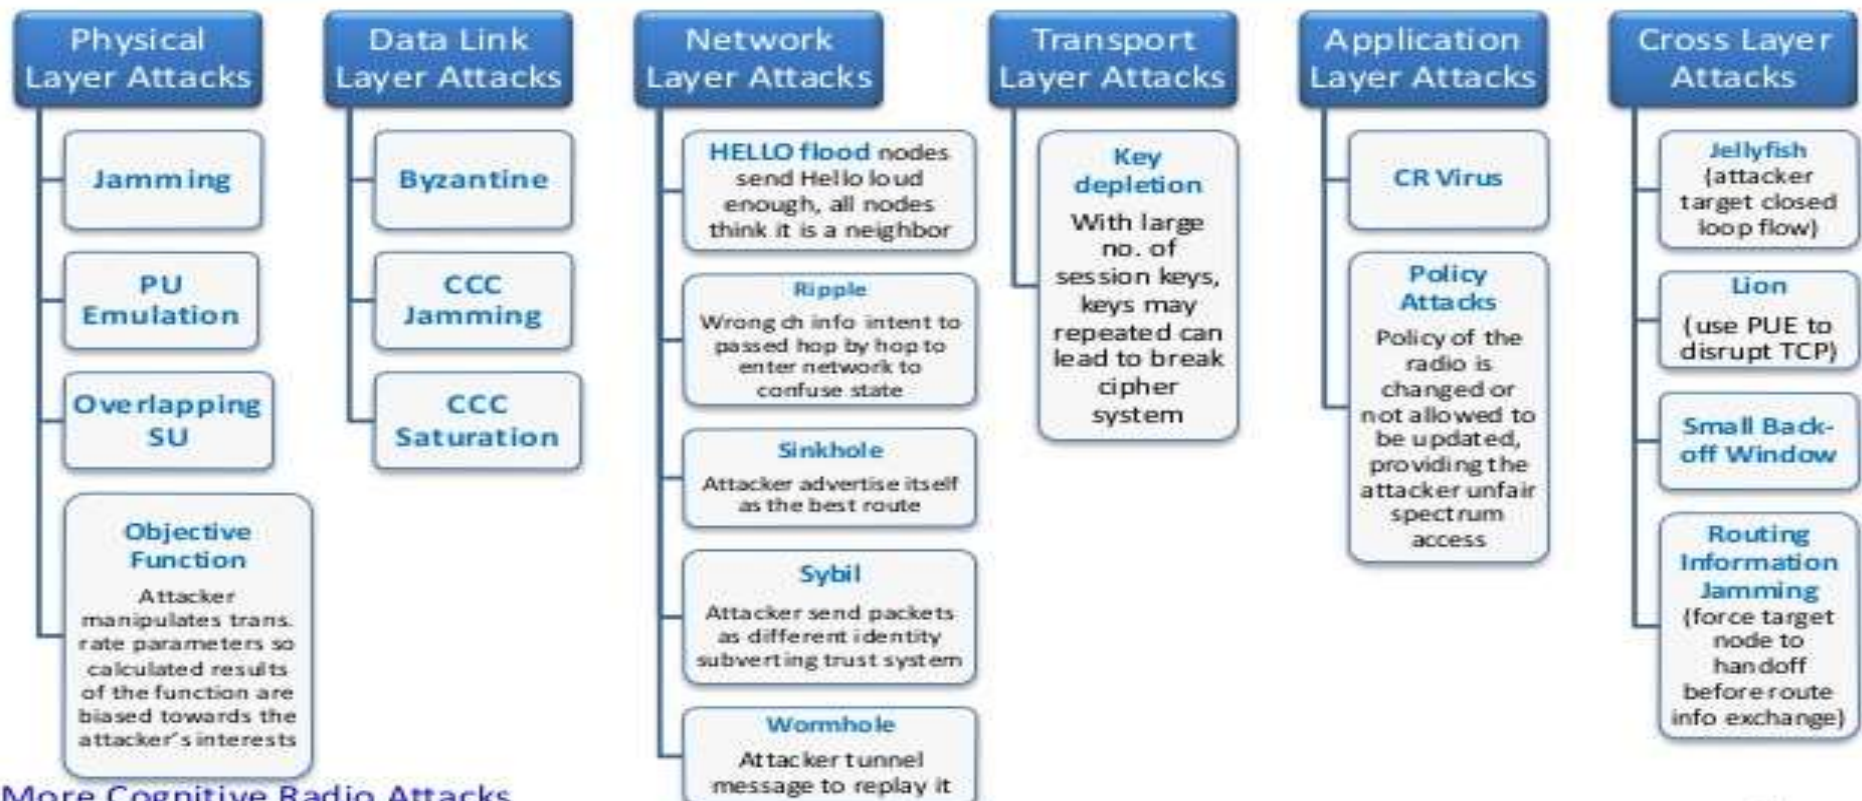 Physical
Layer Attacks
Jamming
PU
Emulation
Overlapping
SU
Objective
Function
Attacker
manipulates trans.
rate parameters so
calculated results
of the function are
biased towards the
attacker's interests
Data Link
Layer Attacks
Byzantine
CCC
Jamming
CCC
Saturation
Network
Layer Attacks
HELLO flood nodes
send Hello loud
enough, all nodes
think it is a neighbor
Ripple
Wrong ch info intent to
passed hop by hop to
enter network to
confuse state
Sinkhole
Attacker advertise itself
as the best route
Sybil
Attacker send packets
as different identity
subverting trust system
Wormhole
Attacker tunnel
message to replay it
Transport
Layer Attacks
Key
depletion
With large
no. of
session keys,
keys may
repeated can
lead to break
cipher
system
Application
Layer Attacks
CR Virus
Policy
Attacks
Policy of the
radio is
changed or
not allowed to
be updated,
providing the
attacker unfair
spectrum
access
Cross Layer
Attacks
Jellyfish
(attacker
target closed
loop flow)
Lion
(use PUE to
disrupt TCP)
Small Back-
off Window
Routing
Information
Jamming
(force target
node to
handoff
before route
info exchange)
More Cognitive Radio Attacks